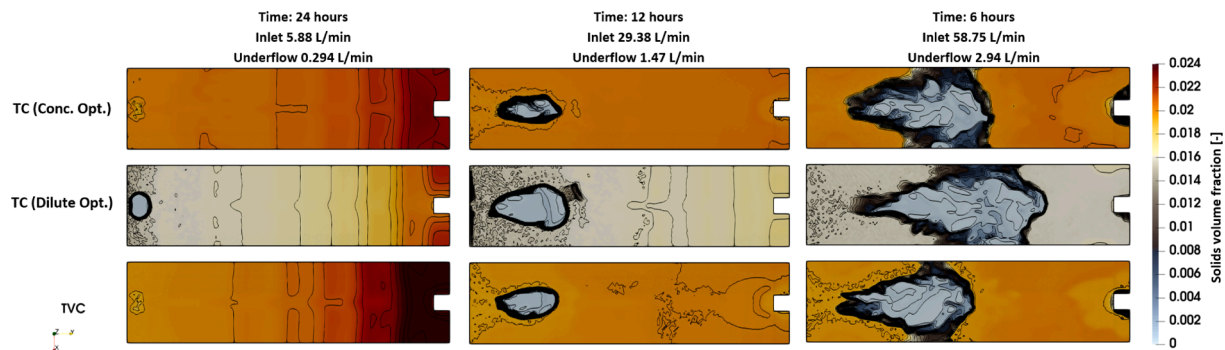 Time: 24 hours
Inlet 5.88 L/min
Underflow 0.294 L/min
Time: 12 hours
Inlet 29.38 L/min
Underflow 1.47 L/min
Time: 6 hours
Inlet 58.75 L/min
Underflow 2.94 L/min
TC (Conc. Opt.)
TC (Dilute Opt.)
TVC
0.024
0.022
0.02
0.018
0.016
0.014
0.012
0.01
0.008
0.006
0.004
0.002
0
Solids volume fraction [-]
Z
Y
X